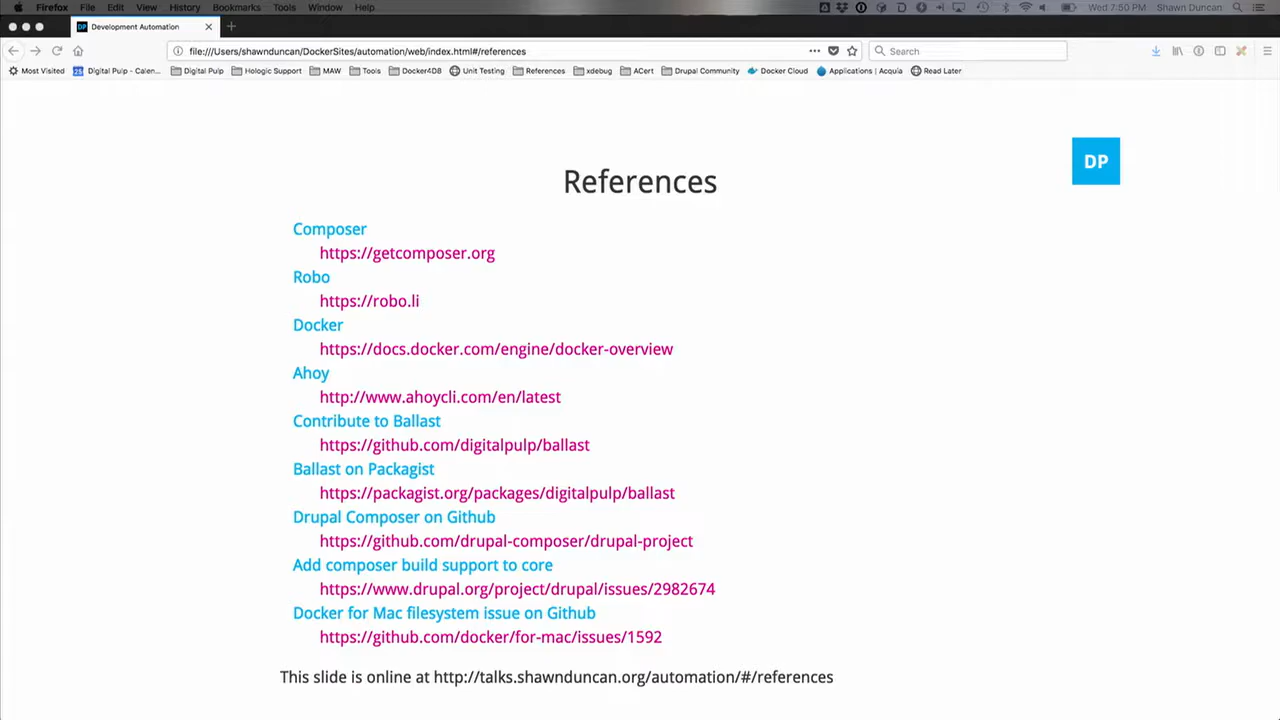 Firefox File Edit View History Bookmarks Tools Window Help Wed 7:50 PM Shawn Duncan
DP Development Automation
file:///Users/shawnduncan/DockerSites/automation/web/index.html#/references Search
Most Visited 25 Digital Pulp - Calen... Digital Pulp Hologic Support MAW Tools Docker4DB Unit Testing References xdebug ACert Drupal Community Docker Cloud Applications | Acquia Read Later
DP
References
Composer
https://getcomposer.org
Robo
https://robo.li
Docker
https://docs.docker.com/engine/docker-overview
Ahoy
http://www.ahoycli.com/en/latest
Contribute to Ballast
https://github.com/digitalpulp/ballast
Ballast on Packagist
https://packagist.org/packages/digitalpulp/ballast
Drupal Composer on Github
https://github.com/drupal-composer/drupal-project
Add composer build support to core
https://www.drupal.org/project/drupal/issues/2982674
Docker for Mac filesystem issue on Github
https://github.com/docker/for-mac/issues/1592
This slide is online at http://talks.shawnduncan.org/automation/#/references